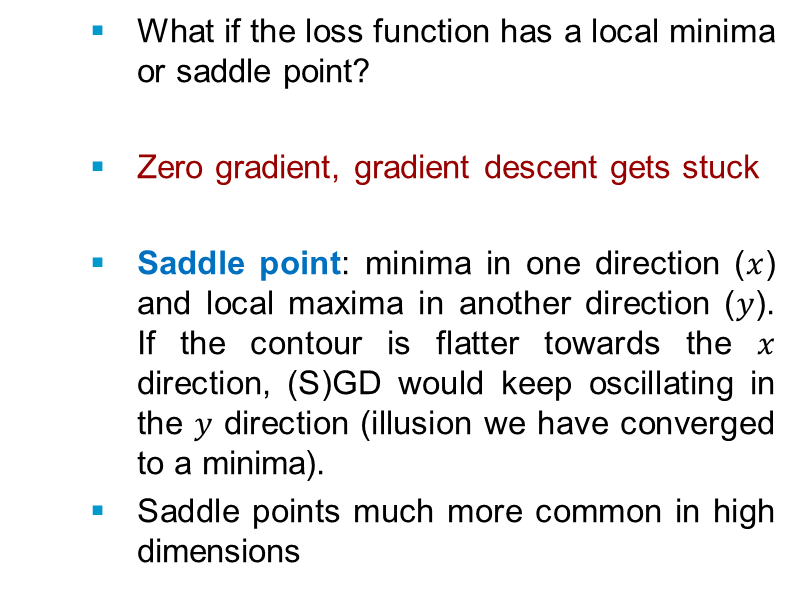 ▪ What if the loss function has a local minima
or saddle point?
▪ Zero gradient, gradient descent gets stuck
▪ Saddle point: minima in one direction (𝑥)
and local maxima in another direction (𝑦).
If the contour is flatter towards the 𝑥
direction, (S)GD would keep oscillating in
the 𝑦 direction (illusion we have converged
to a minima).
▪ Saddle points much more common in high
dimensions